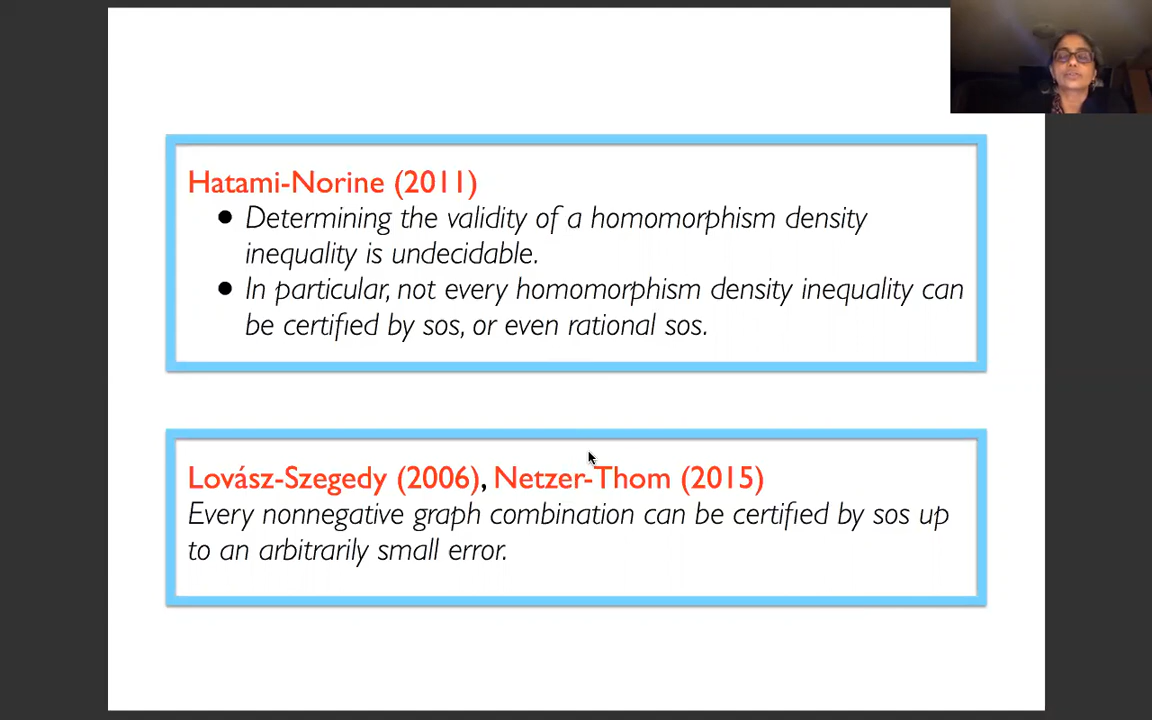 Hatami-Norine (2011)
● Determining the validity of a homomorphism density
inequality is undecidable.
● In particular, not every homomorphism density inequality can
be certified by sos, or even rational sos.
Lovász-Szegedy (2006), Netzer-Thom (2015)
Every nonnegative graph combination can be certified by sos up
to an arbitrarily small error.